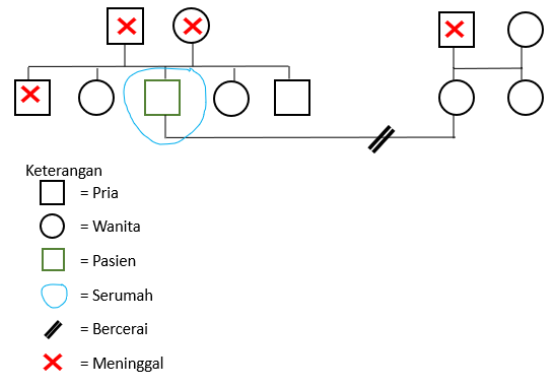 Keterangan
= Pria
= Wanita
= Pasien
= Serumah
= Bercerai
= Meninggal